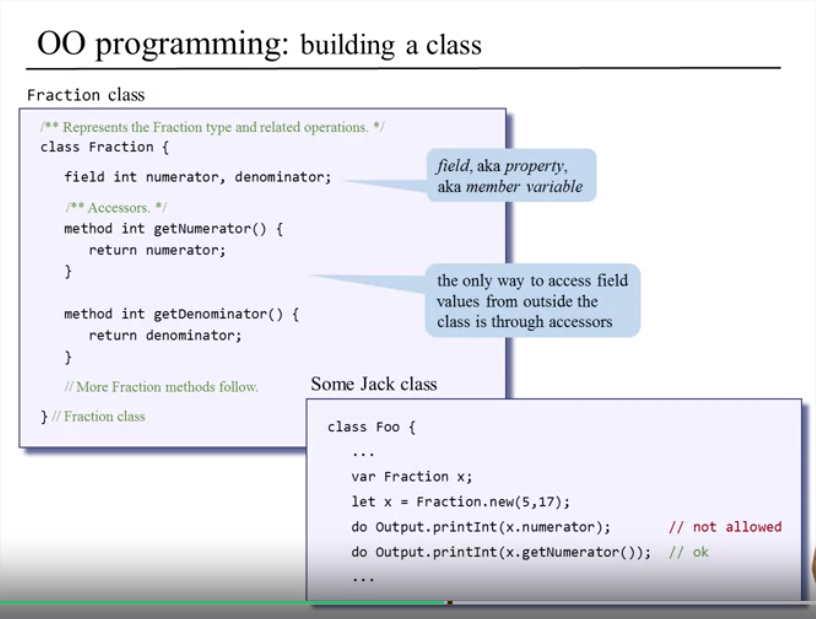 OO programming: building a class
Fraction class
/** Represents the Fraction type and related operations. */
class Fraction {
field int numerator, denominator;
/** Accessors. */
method int getNumerator() {
return numerator;
}
method int getDenominator() {
return denominator;
}
// More Fraction methods follow.
} // Fraction class
field, aka property,
aka member variable
the only way to access field
values from outside the
class is through accessors
Some Jack class
class Foo {
...
var Fraction x;
let x = Fraction.new(5,17);
do Output.printInt(x.numerator); // not allowed
do Output.printInt(x.getNumerator()); // ok
...